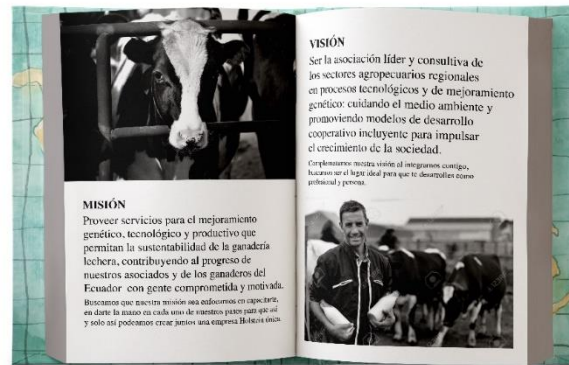 MISIÓN
Proveer servicios para el mejoramiento
genético, tecnológico y productivo que
permitan la sustentabilidad de la ganadería
lechera, contribuyendo al progreso de
nuestros asociados y de los ganaderos del
Ecuador con gente comprometida y motivada.
Buscamos que nuestra misión sea enfocarnos en capacitarte,
en darte la mano en cada uno de nuestros pasos para que así
y solo así podeamos crear juntos una empresa Holstein única.
VISIÓN
Ser la asociación líder y consultiva de
los sectores agropecuarios regionales
en procesos tecnológicos y de mejoramiento
genético: cuidando el medio ambiente y
promoviendo modelos de desarrollo
cooperativo incluyente para impulsar
el crecimiento de la sociedad.
Complementamos nuestra visión al integrarnos contigo,
buscamos ser el lugar ideal para que te desarrolles como
profesional y persona.